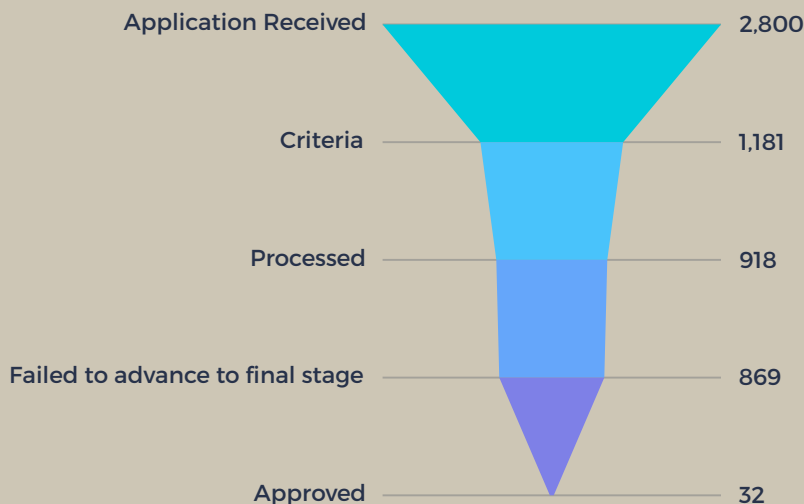 Application Received 2,800
Criteria 1,181
Processed 918
Failed to advance to final stage 869
Approved 32